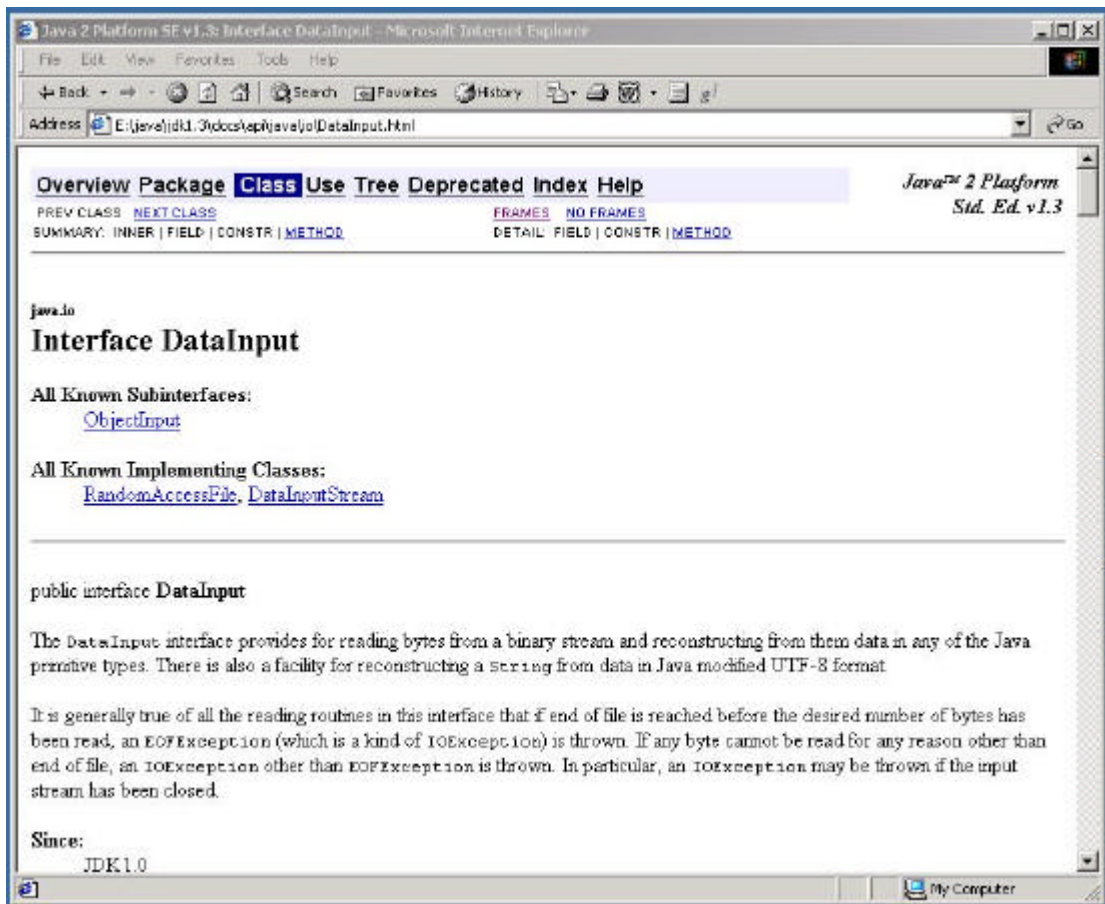 Java 2 Platform SE v1.3: Interface DataInput - Microsoft Internet Explorer
File Edit View Favorites Tools Help
Back Search Favorites History
Address E:\java\jdk1.3\docs\api\java\io\DataInput.html Go
Overview Package Class Use Tree Deprecated Index Help
Java™ 2 Platform
Std. Ed. v1.3
PREV CLASS NEXT CLASS FRAMES NO FRAMES
SUMMARY: INNER | FIELD | CONSTR | METHOD DETAIL: FIELD | CONSTR | METHOD
java.io
Interface DataInput
All Known Subinterfaces:
ObjectInput
All Known Implementing Classes:
RandomAccessFile, DataInputStream
public interface DataInput
The DataInput interface provides for reading bytes from a binary stream and reconstructing from them data in any of the Java
primitive types. There is also a facility for reconstructing a String from data in Java modified UTF-8 format
It is generally true of all the reading routines in this interface that if end of file is reached before the desired number of bytes has
been read, an EOFException (which is a kind of IOException) is thrown. If any byte cannot be read for any reason other than
end of file, an IOException other than EOFException is thrown. In particular, an IOException may be thrown if the input
stream has been closed.
Since:
JDK1.0
My Computer